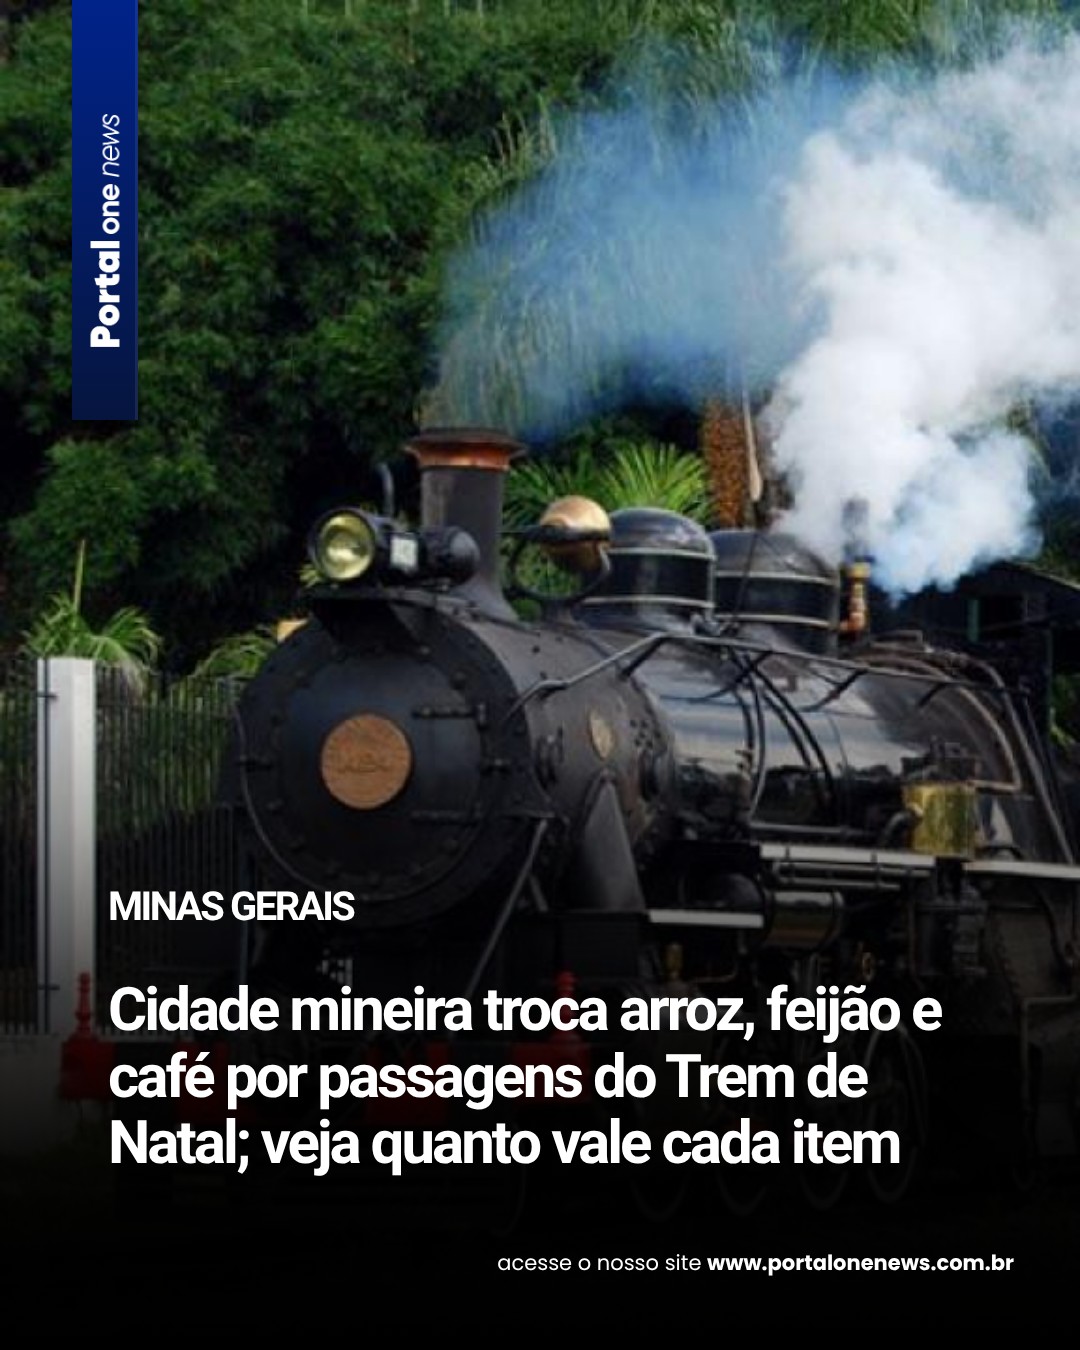 Portal one news
MINAS GERAIS
Cidade mineira troca arroz, feijão e
café por passagens do Trem de
Natal; veja quanto vale cada item
acesse o nosso site www.portalonenews.com.br